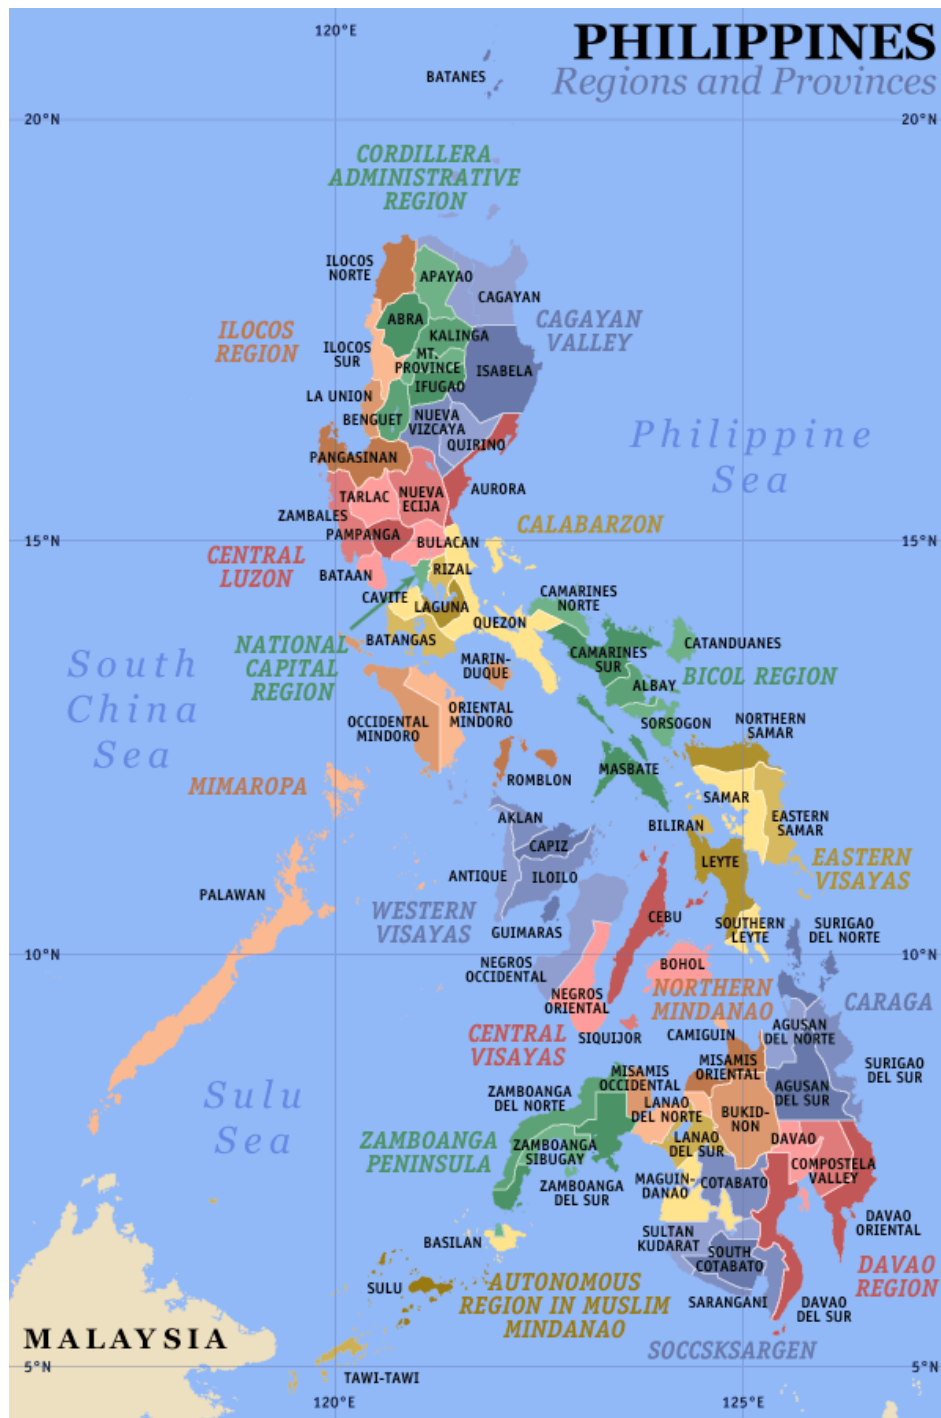 PHILIPPINES
Regions and Provinces
120°E
BATANES
20°N
20°N
CORDILLERA
ADMINISTRATIVE
REGION
ILOCOS
NORTE
APAYAO
CAGAYAN
ABRA
CAGAYAN
VALLEY
ILOCOS
REGION
KALINGA
ILOCOS
SUR
MT.
PROVINCE
ISABELA
IFUGAO
LA UNION
BENGUET
NUEVA
VIZCAYA
QUIRINO
Philippine
Sea
PANGASINAN
AURORA
TARLAC
NUEVA
ECIJA
ZAMBALES
PAMPANGA
CALABARZON
15°N
15°N
BULACAN
CENTRAL
LUZON
BATAAN
RIZAL
CAVITE
LAGUNA
CAMARINES
NORTE
QUEZON
NATIONAL
CAPITAL
REGION
BATANGAS
CATANDUANES
CAMARINES
SUR
MARIN-
DUQUE
BICOL REGION
ALBAY
South
China
Sea
OCCIDENTAL
MINDORO
ORIENTAL
MINDORO
SORSOGON
NORTHERN
SAMAR
MIMAROPA
ROMBLON
MASBATE
SAMAR
EASTERN
SAMAR
AKLAN
BILIRAN
CAPIZ
LEYTE
EASTERN
VISAYAS
ANTIQUE
ILOILO
PALAWAN
WESTERN
VISAYAS
GUIMARAS
CEBU
SOUTHERN
LEYTE
SURIGAO
DEL NORTE
10°N
10°N
NEGROS
OCCIDENTAL
BOHOL
NEGROS
ORIENTAL
NORTHERN
MINDANAO
CARAGA
CENTRAL
VISAYAS
SIQUIJOR
CAMIGUIN
AGUSAN
DEL NORTE
MISAMIS
OCCIDENTAL
MISAMIS
ORIENTAL
SURIGAO
DEL SUR
Sulu
Sea
ZAMBOANGA
DEL NORTE
LANAO
DEL NORTE
BUKID-
NON
AGUSAN
DEL SUR
ZAMBOANGA
PENINSULA
ZAMBOANGA
SIBUGAY
LANAO
DEL SUR
DAVAO
COMPOSTELA
VALLEY
ZAMBOANGA
DEL SUR
MAGUIN-
DANAO
COTABATO
DAVAO
ORIENTAL
BASILAN
SULTAN
KUDARAT
SOUTH
COTABATO
DAVAO
REGION
SULU
AUTONOMOUS
REGION IN MUSLIM
MINDANAO
SARANGANI
DAVAO
DEL SUR
MALAYSIA
SOCCSKSARGEN
5°N
5°N
TAWI-TAWI
120°E
125°E